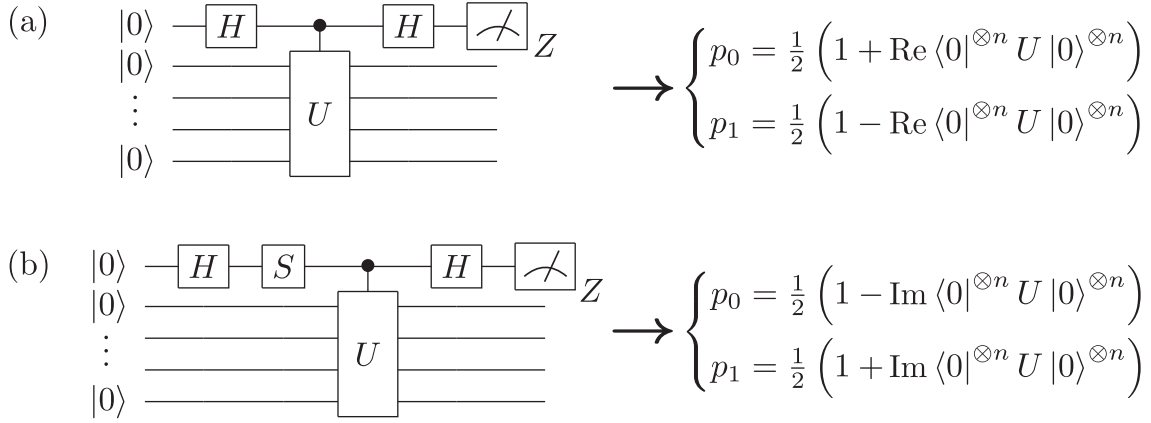 (a) |0⟩ H H Z
|0⟩
⋮ U
|0⟩
p₀ = 1/2 (1 + Re ⟨0|^⊗n U |0⟩^⊗n)
p₁ = 1/2 (1 − Re ⟨0|^⊗n U |0⟩^⊗n)
(b) |0⟩ H S H Z
|0⟩
⋮ U
|0⟩
p₀ = 1/2 (1 − Im ⟨0|^⊗n U |0⟩^⊗n)
p₁ = 1/2 (1 + Im ⟨0|^⊗n U |0⟩^⊗n)